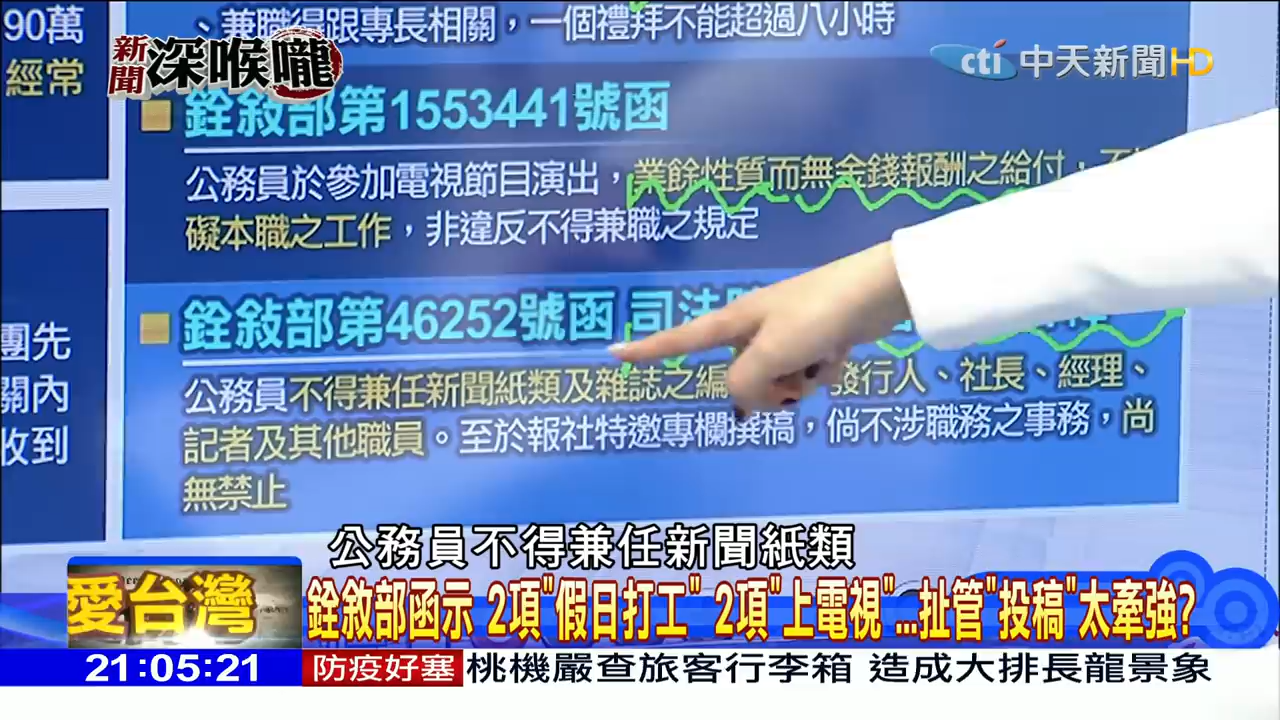 90萬
經常
、兼職得跟專長相關，一個禮拜不能超過八小時
新聞深喉嚨
cti 中天新聞HD
銓敘部第1553441號函
公務員於參加電視節目演出，業餘性質而無金錢報酬之給付，
礙本職之工作，非違反不得兼職之規定
銓敘部第46252號函 司法
公務員不得兼任新聞紙類及雜誌之編 發行人、社長、經理、
記者及其他職員。至於報社特邀專欄撰稿，倘不涉職務之事務，尚
無禁止
團先
關內
收到
公務員不得兼任新聞紙類
愛台灣
銓敘部函示 2項"假日打工" 2項"上電視"...扯管"投稿"太牽強?
21:05:21
防疫好塞
桃機嚴查旅客行李箱 造成大排長龍景象